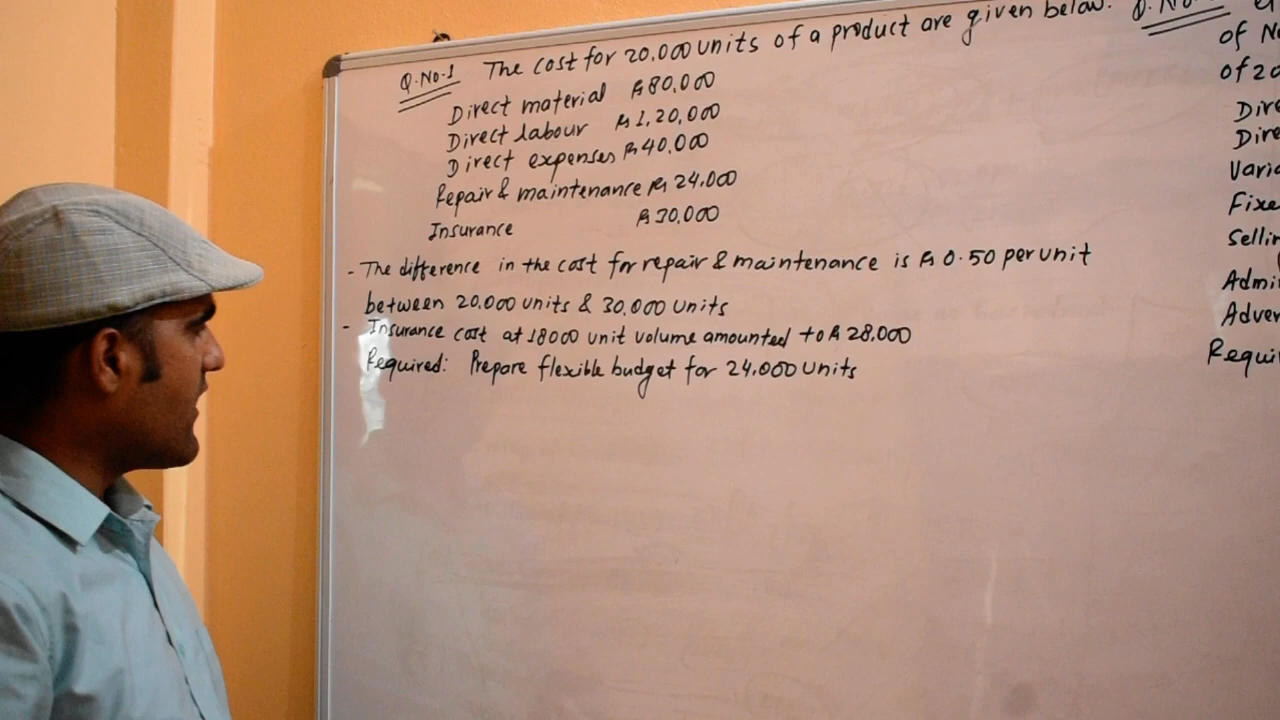 Q.No.1 The cost for 20,000 units of a product are given below.
Direct material Rs 80,000
Direct labour Rs 1,20,000
Direct expenses Rs 40,000
Repair & maintenance Rs 24,000
Insurance Rs 30,000
- The difference in the cost for repair & maintenance is Rs 0.50 per unit
between 20,000 units & 30,000 units
- Insurance cost at 18000 unit volume amounted to Rs 28,000
Required: Prepare flexible budget for 24,000 units
Q.No.
of No
of 20
Dire
Dire
Varia
Fixe
Sellin
Admi
Adver
Requi